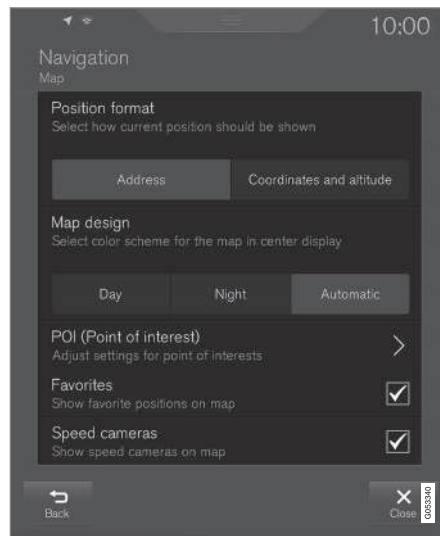 10:00
Navigation
Map
Position format
Select how current position should be shown
Address
Coordinates and altitude
Map design
Select color scheme for the map in center display
Day
Night
Automatic
POI (Point of interest)
Adjust settings for point of interests
Favorites
Show favorite positions on map
Speed cameras
Show speed cameras on map
Back
Close
G053340